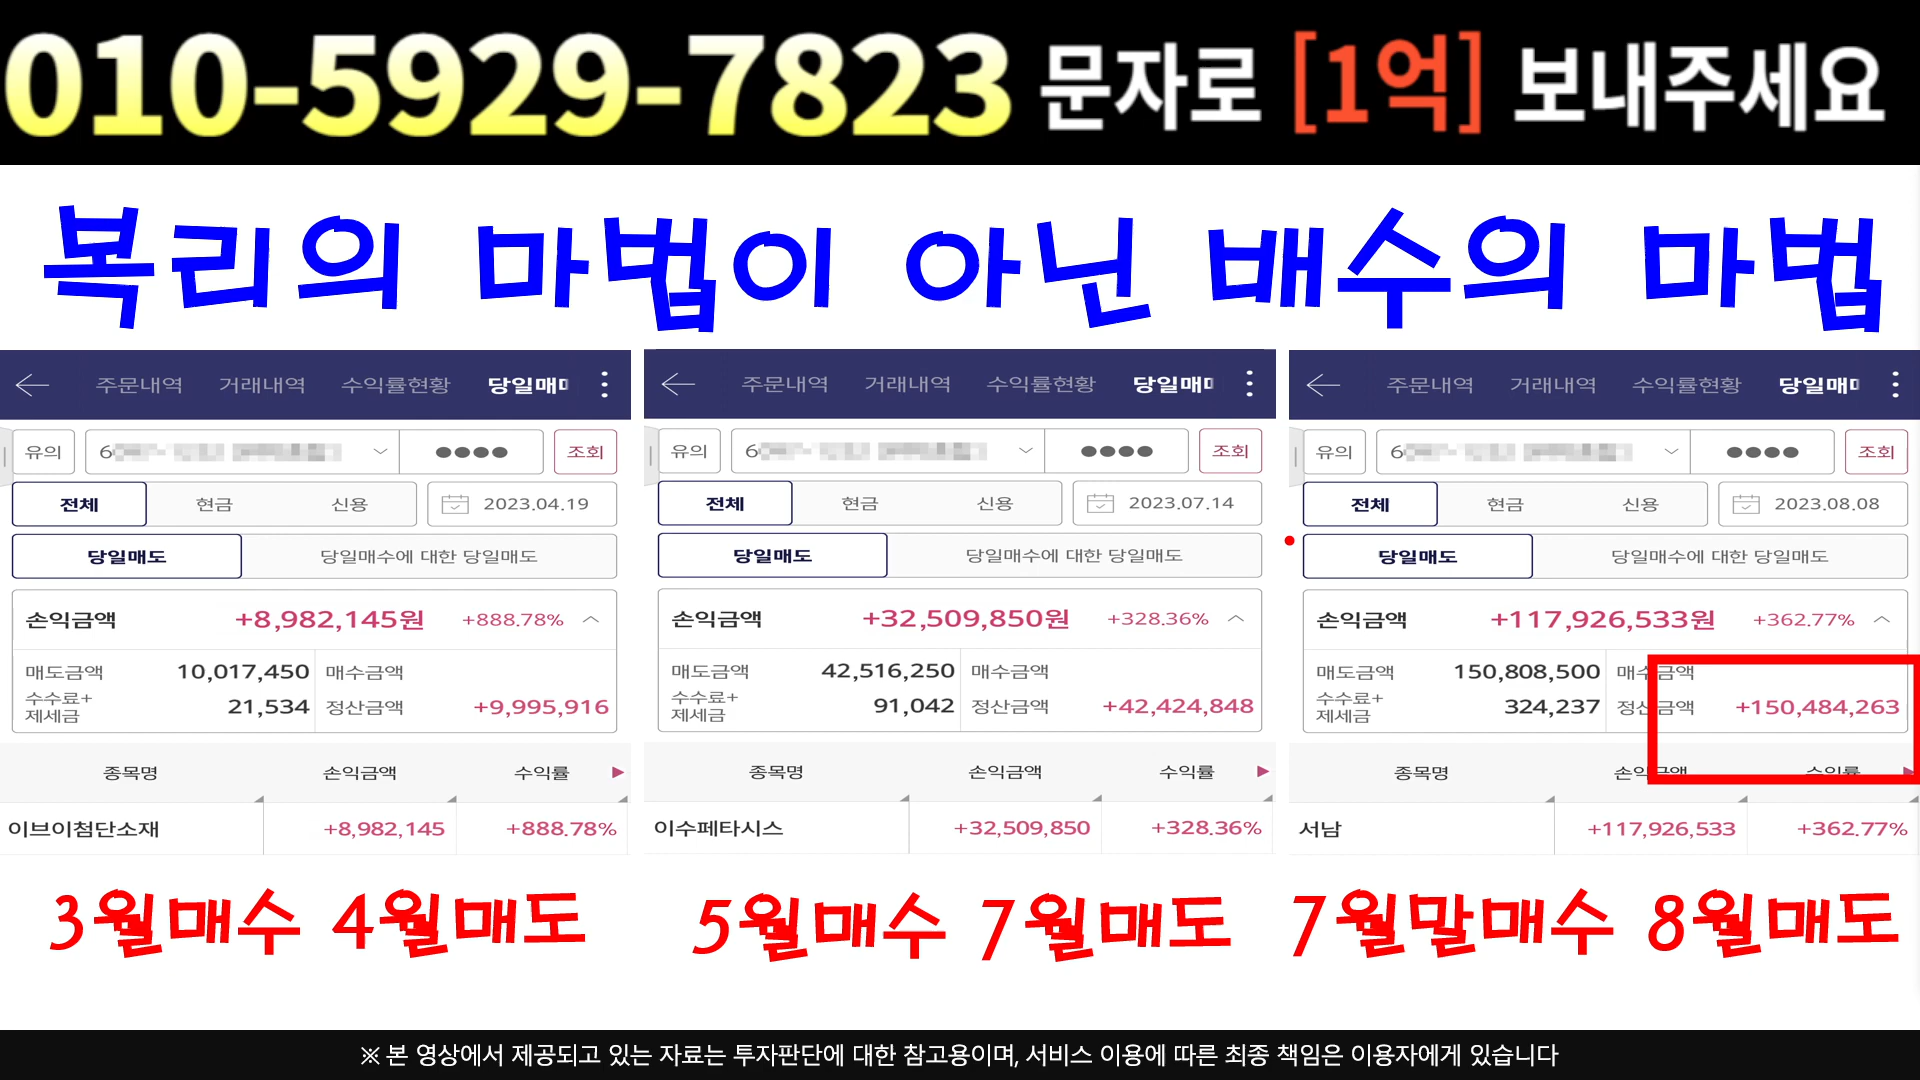 010-5929-7823 문자로 [1억] 보내주세요
복리의 마법이 아닌 배수의 마법
주문내역 거래내역 수익률현황 당일매
유의 6 ●●●● 조회
전체 현금 신용 2023.04.19
당일매도 당일매수에 대한 당일매도
손익금액 +8,982,145원 +888.78%
매도금액 10,017,450 매수금액
수수료+
제세금 21,534 정산금액 +9,995,916
종목명 손익금액 수익률
이브이첨단소재 +8,982,145 +888.78%
3월매수 4월매도
주문내역 거래내역 수익률현황 당일매
유의 6 ●●●● 조회
전체 현금 신용 2023.07.14
당일매도 당일매수에 대한 당일매도
손익금액 +32,509,850원 +328.36%
매도금액 42,516,250 매수금액
수수료+
제세금 91,042 정산금액 +42,424,848
종목명 손익금액 수익률
이수페타시스 +32,509,850 +328.36%
5월매수 7월매도
주문내역 거래내역 수익률현황 당일매
유의 6 ●●●● 조회
전체 현금 신용 2023.08.08
당일매도 당일매수에 대한 당일매도
손익금액 +117,926,533원 +362.77%
매도금액 150,808,500 매수금액
수수료+
제세금 324,237 정산금액 +150,484,263
종목명 손익금액 수익률
서남 +117,926,533 +362.77%
7월말매수 8월매도
※ 본 영상에서 제공되고 있는 자료는 투자판단에 대한 참고용이며, 서비스 이용에 따른 최종 책임은 이용자에게 있습니다